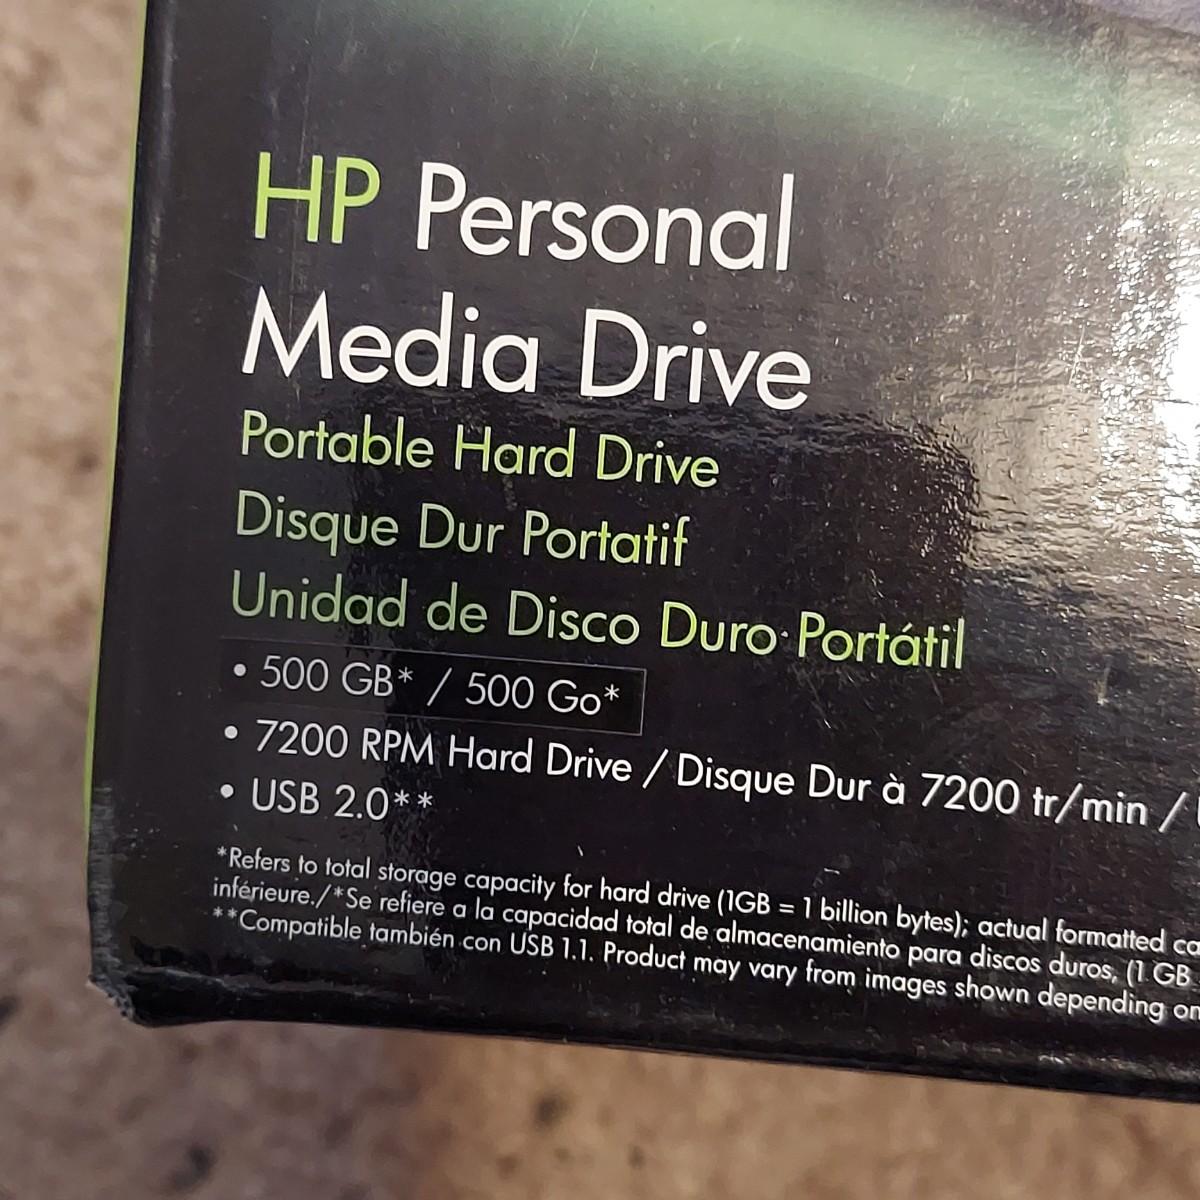 HP Personal
Media Drive
Portable Hard Drive
Disque Dur Portatif
Unidad de Disco Duro Portátil
• 500 GB* / 500 Go*
• 7200 RPM Hard Drive / Disque Dur à 7200 tr/min /
• USB 2.0**
*Refers to total storage capacity for hard drive (1GB = 1 billion bytes); actual formatted
inférieure./*Se refiere a la capacidad total de almacenamiento para discos duros, (1 GB
**Compatible también con USB 1.1. Product may vary from images shown depending on